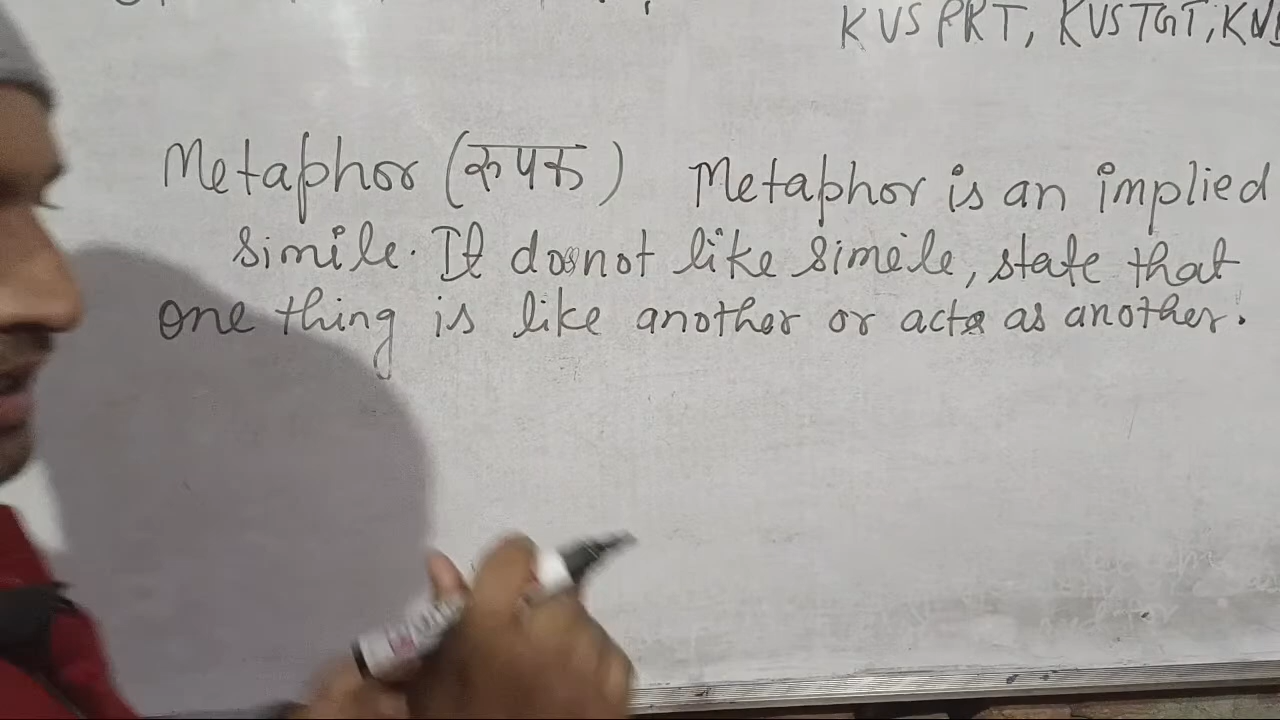 KVS PRT, KVS TGT,
Metaphor (रूपक) Metaphor is an implied
simile. It does not like simile, state that
one thing is like another or acts as another.